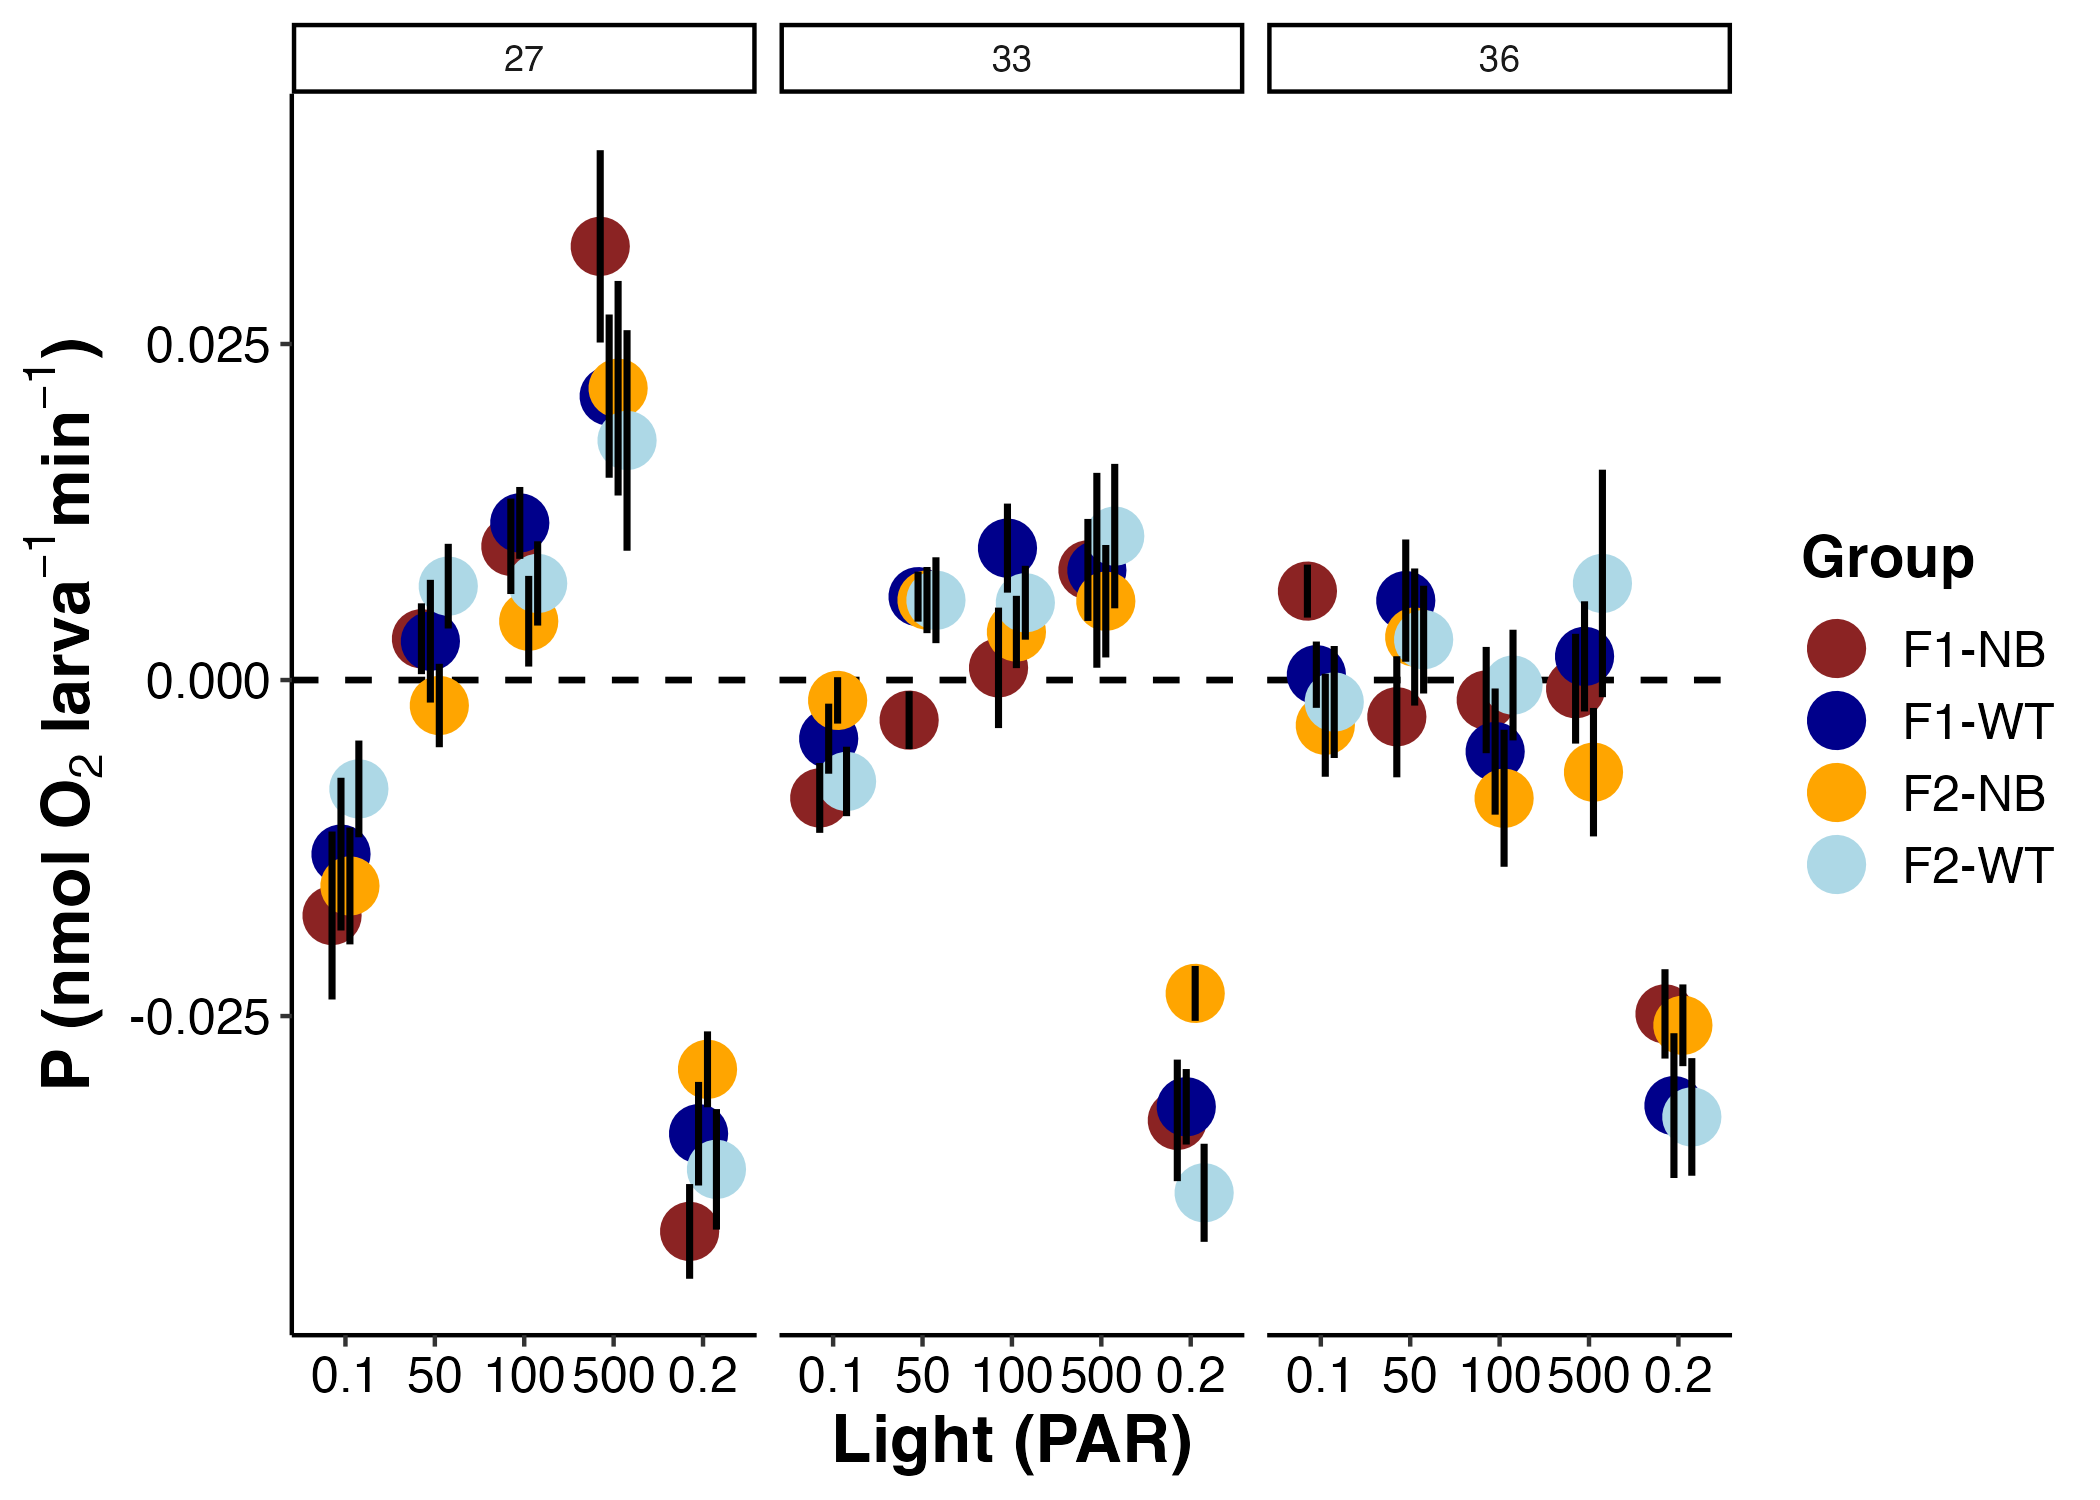 27 33 36
P (nmol O₂ larva⁻¹min⁻¹)
0.025
0.000
-0.025
0.1 50 100 500 0.2 0.1 50 100 500 0.2 0.1 50 100 500 0.2
Light (PAR)
Group
F1-NB
F1-WT
F2-NB
F2-WT